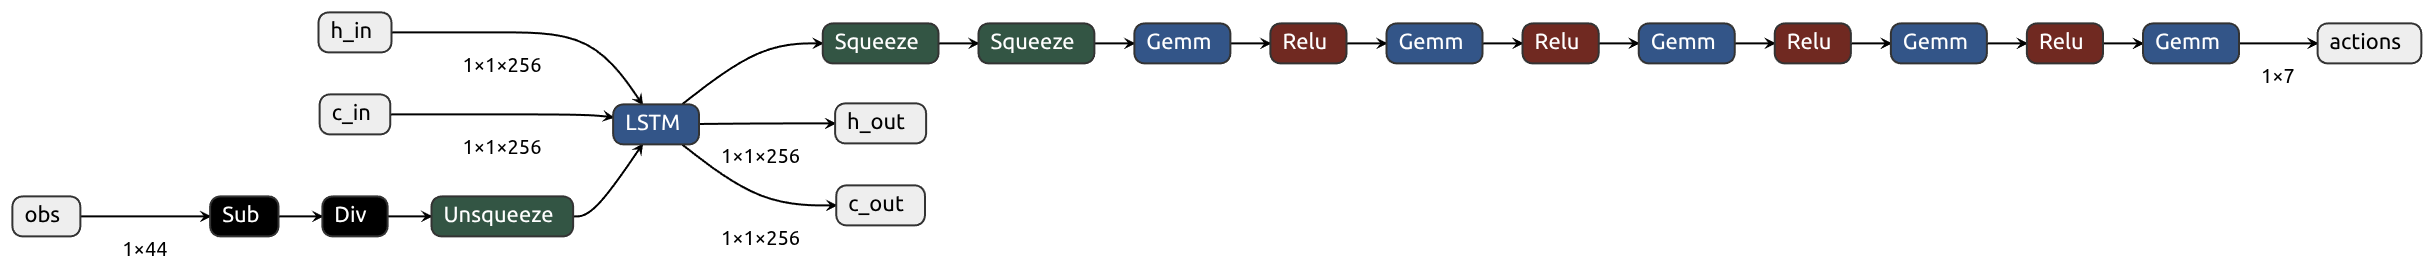 h_in
1×1×256
c_in
1×1×256
obs
1×44
Sub
Div
Unsqueeze
LSTM
Squeeze
Squeeze
Gemm
Relu
Gemm
Relu
Gemm
Relu
Gemm
Relu
Gemm
1×7
actions
h_out
1×1×256
c_out
1×1×256